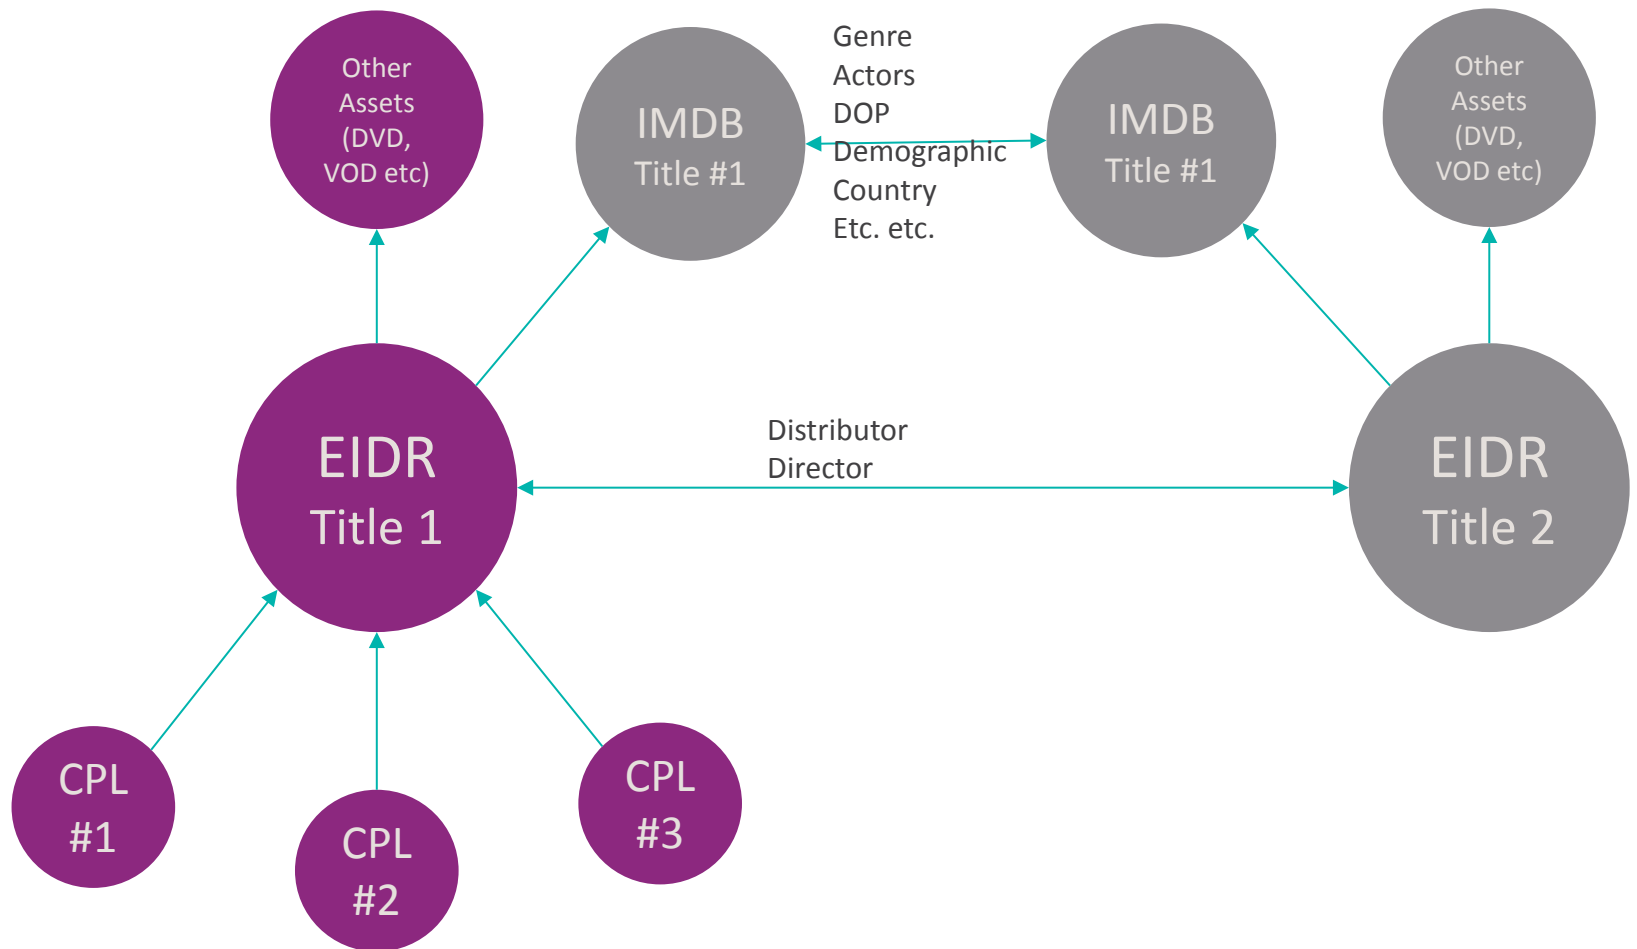 Other
Assets
(DVD,
VOD etc)
IMDB
Title #1
Genre
Actors
DOP
Demographic
Country
Etc. etc.
IMDB
Title #1
Other
Assets
(DVD,
VOD etc)
EIDR
Title 1
Distributor
Director
EIDR
Title 2
CPL
#1
CPL
#2
CPL
#3